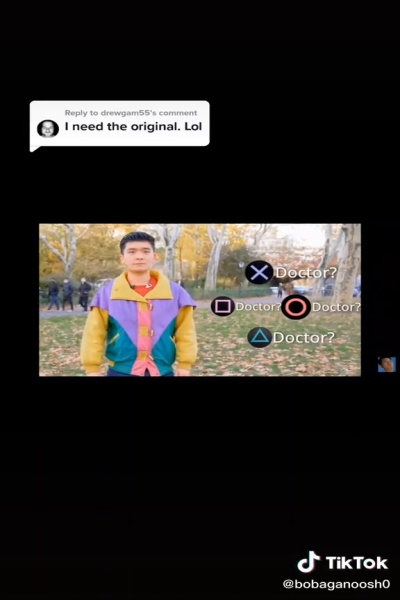 Reply to drewgam55's comment
I need the original. Lol
Doctor?
Doctor?
Doctor?
Doctor?
TikTok
@bobaganoosh0